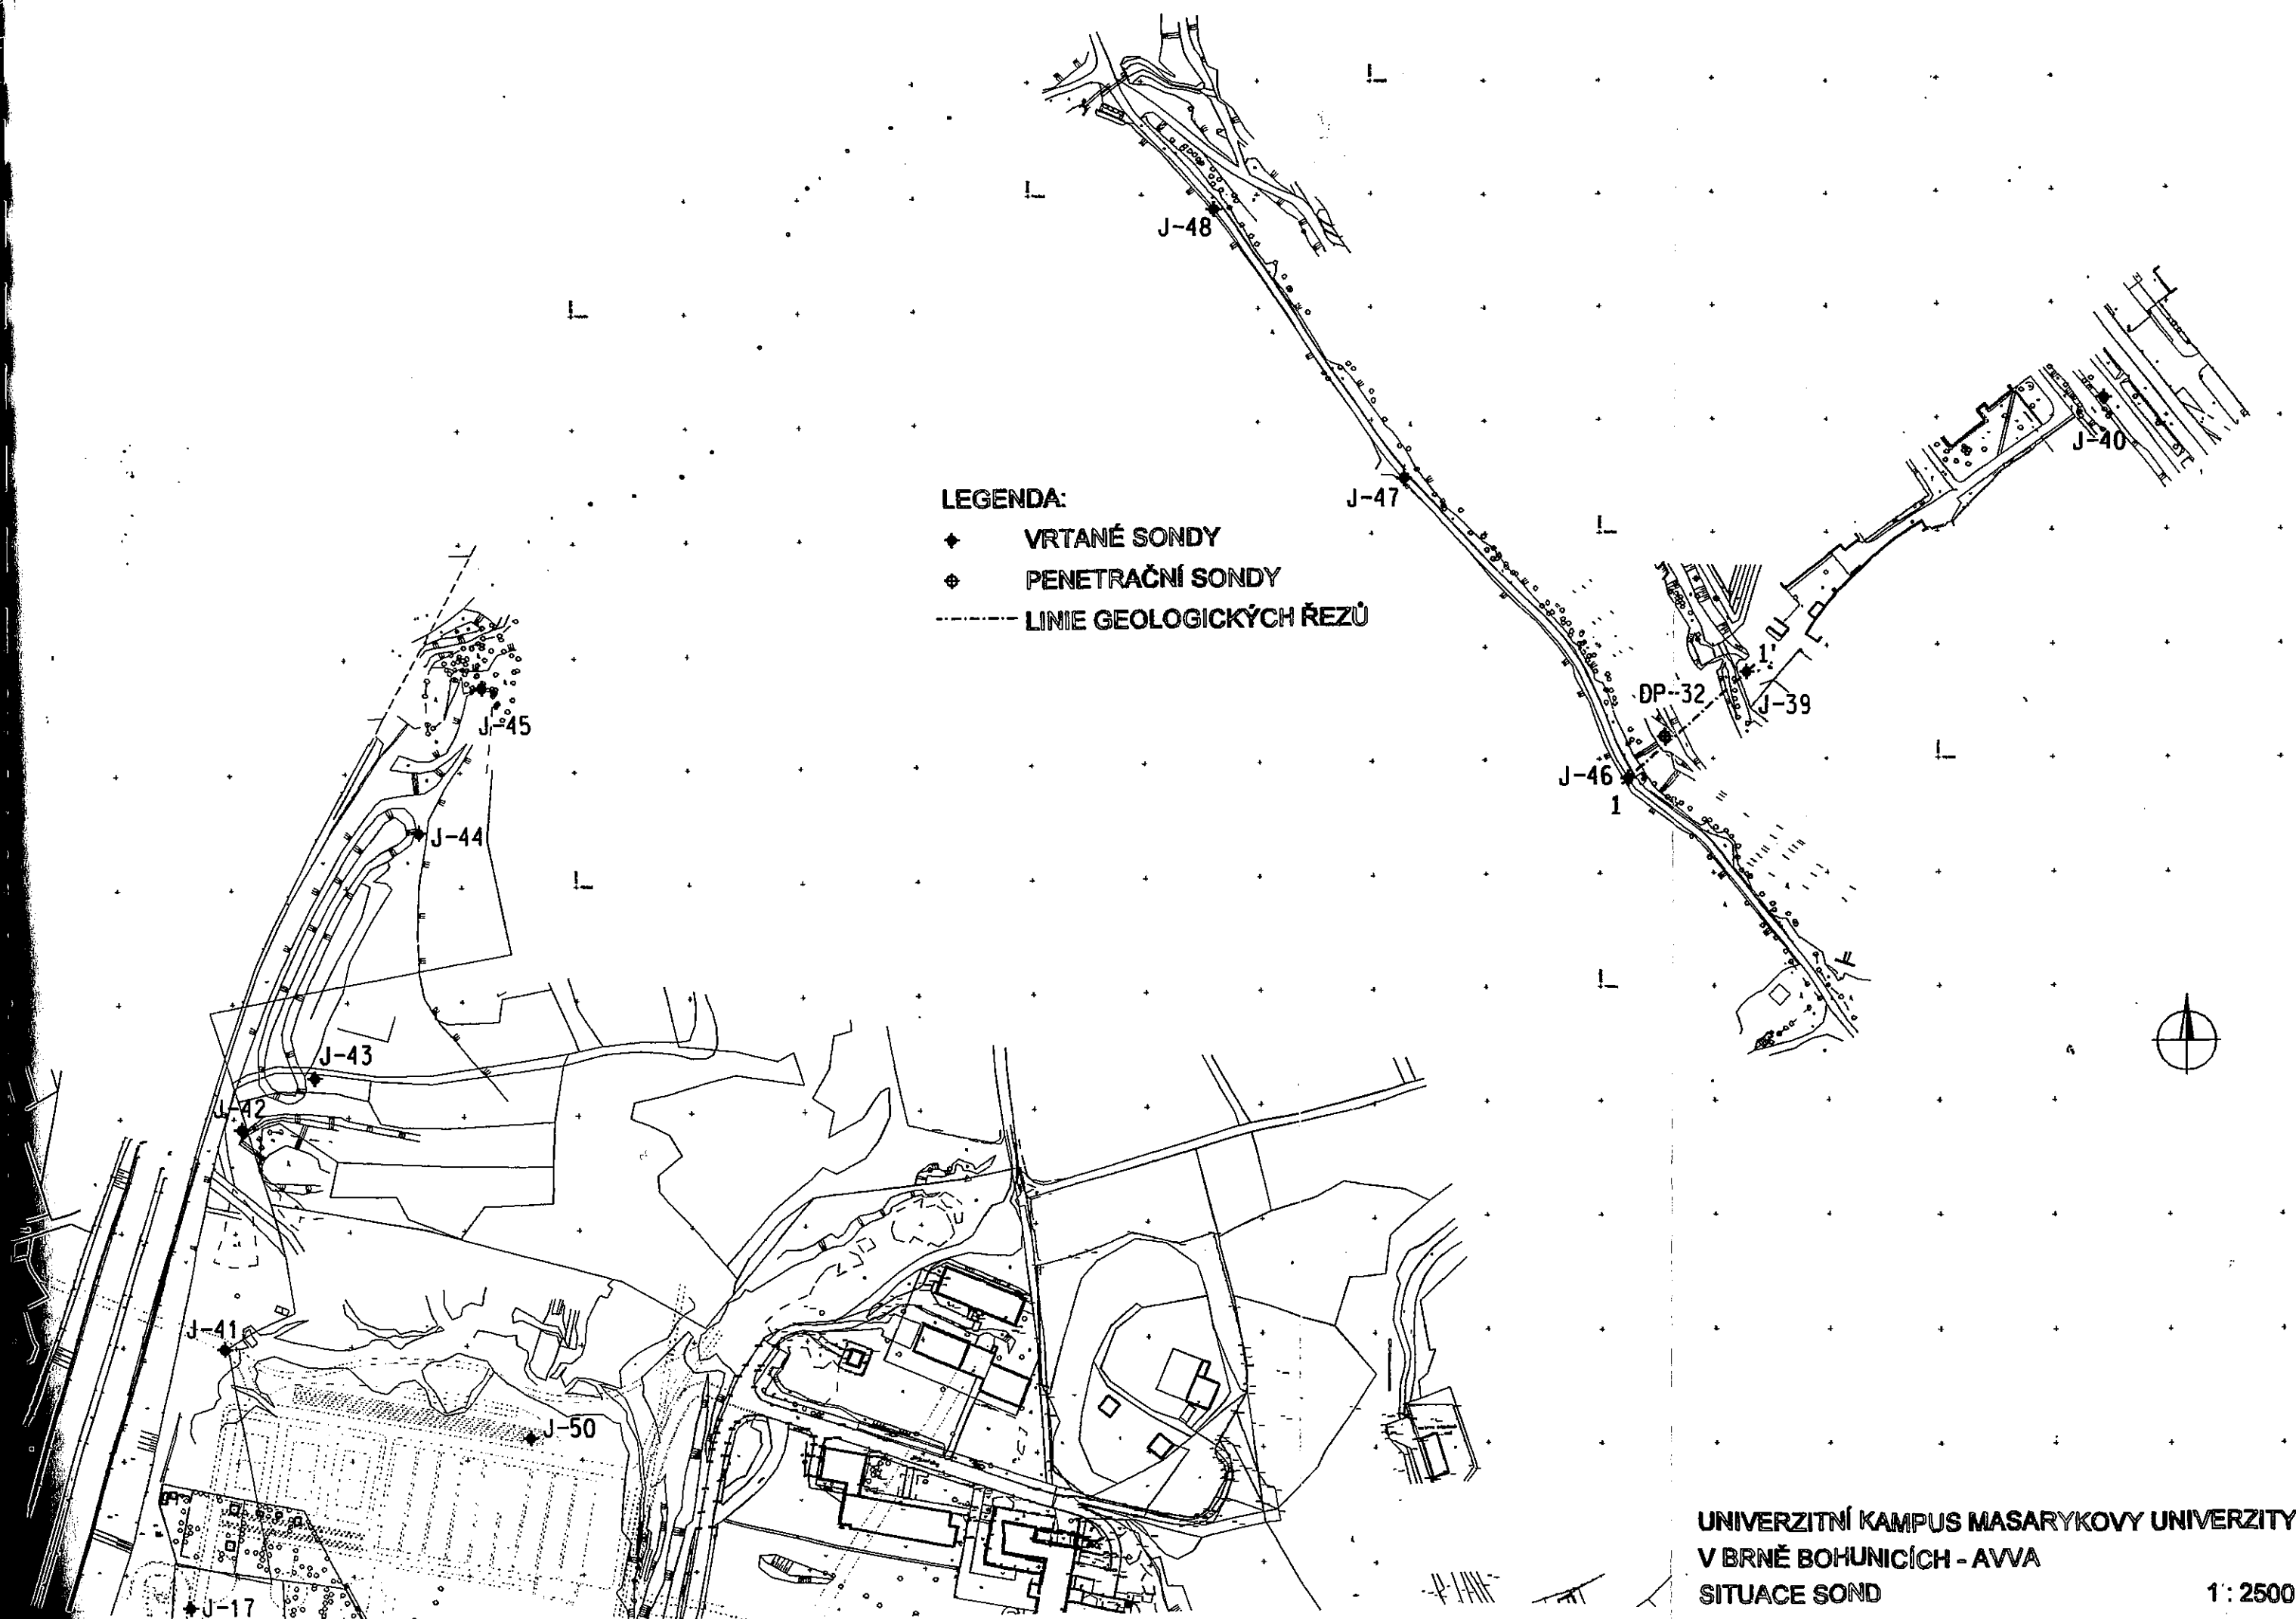 J-48
J-40
J-47
LEGENDA:
VRTANÉ SONDY
PENETRAČNÍ SONDY
LINIE GEOLOGICKÝCH ŘEZŮ
1'
DP-32
J-39
J-45
J-46
1
J-44
J-43
J-42
J-41
J-50
J-17
UNIVERZITNÍ KAMPUS MASARYKOVY UNIVERZITY
V BRNĚ BOHUNICÍCH - AVVA
SITUACE SOND 1 : 2500